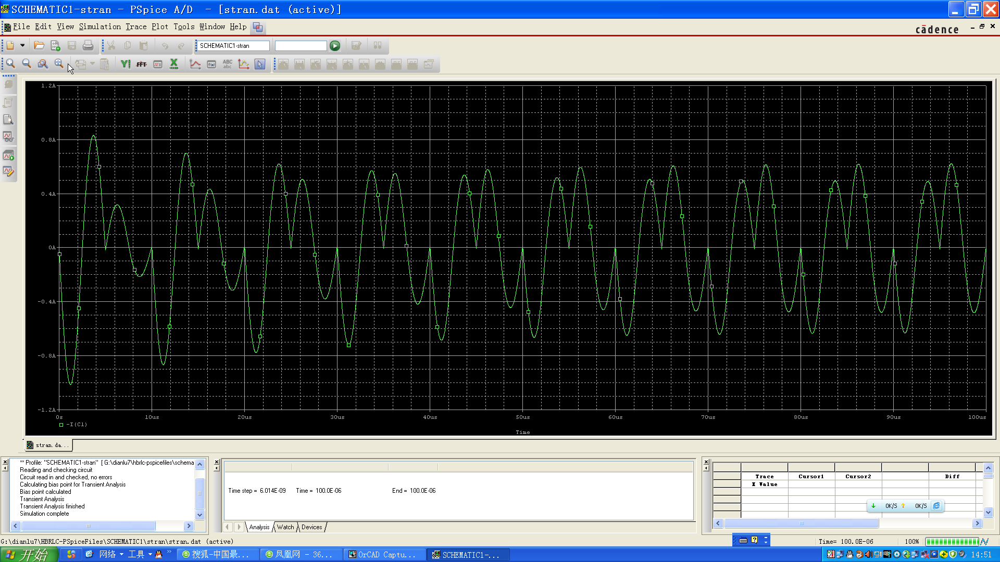 SCHEMATIC1-stran - PSpice A/D - [stran.dat (active)]
File Edit View Simulation Trace Plot Tools Window Help
cādence
SCHEMATIC1-stran
Y! FFT
ABC
abc
1.2A
0.8A
0.4A
0A
-0.4A
-0.8A
-1.2A
0s 10us 20us 30us 40us 50us 60us 70us 80us 90us 100us
-I(C1)
Time
stran.da...
** Profile: "SCHEMATIC1-stran" [ G:\dianlu7\hbrlc-pspicefiles\schema
Reading and checking circuit
Circuit read in and checked, no errors
Calculating bias point for Transient Analysis
Bias point calculated
Transient Analysis
Transient Analysis finished
Simulation complete
Time step = 6.014E-09 Time = 100.0E-06 End = 100.0E-06
Analysis Watch Devices
Trace Cursor1 Cursor2 Diff
X Value
0K/S 0K/S
G:\dianlu7\HBRLC-PSpiceFiles\SCHEMATIC1\stran\stran.dat (active)
Time= 100.0E-06 100%
开始 网络 工具 搜狐-中国最... 凤凰网 - 36... OrCAD Captu... SCHEMATIC1-... 14:51